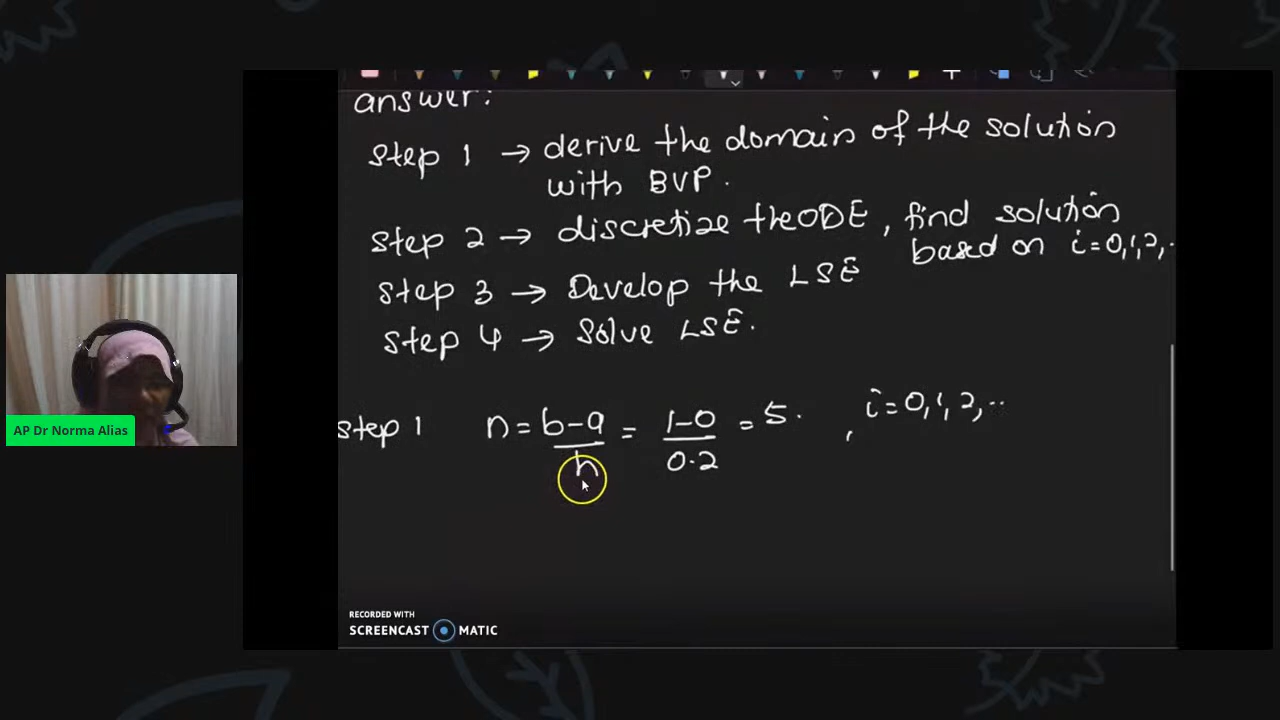 answer:
step 1 → derive the domain of the solution
with BVP.
step 2 → discretize the ODE, find solution
based on i=0,1,2,..
step 3 → Develop the LSE
step 4 → Solve LSE.
step 1 n = b-a/h = 1-0/0.2 = 5. , i=0,1,2,...
AP Dr Norma Alias
RECORDED WITH
SCREENCAST MATIC